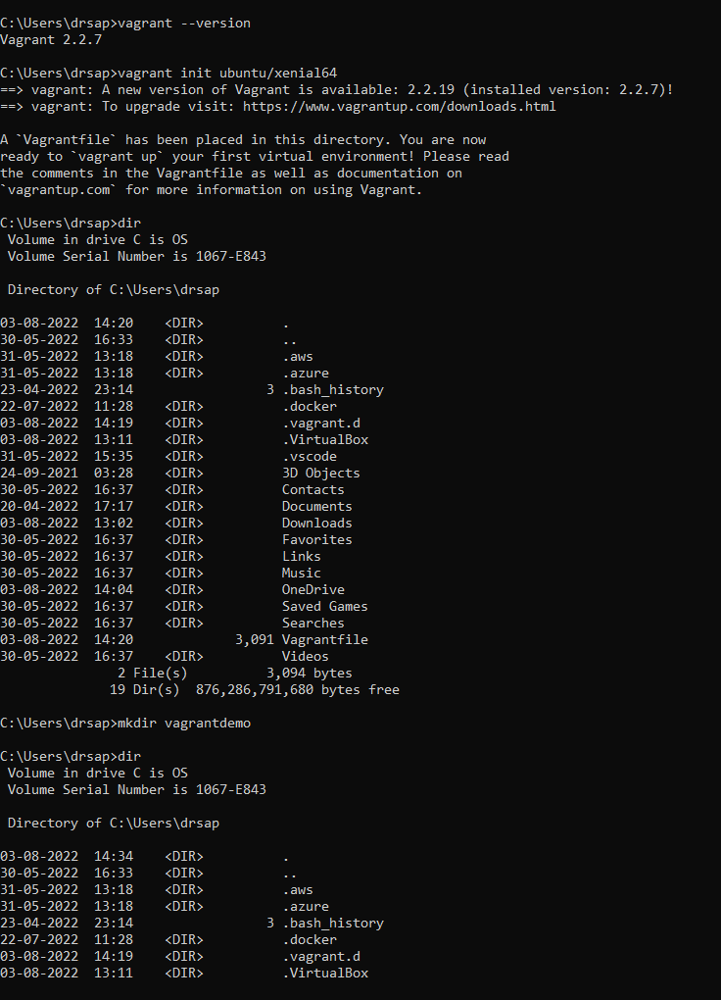 C:\Users\drsap>vagrant --version
Vagrant 2.2.7
C:\Users\drsap>vagrant init ubuntu/xenial64
==> vagrant: A new version of Vagrant is available: 2.2.19 (installed version: 2.2.7)!
==> vagrant: To upgrade visit: https://www.vagrantup.com/downloads.html
A `Vagrantfile` has been placed in this directory. You are now
ready to `vagrant up` your first virtual environment! Please read
the comments in the Vagrantfile as well as documentation on
`vagrantup.com` for more information on using Vagrant.
C:\Users\drsap>dir
 Volume in drive C is OS
 Volume Serial Number is 1067-E843
 Directory of C:\Users\drsap
03-08-2022  14:20    <DIR>          .
30-05-2022  16:33    <DIR>          ..
31-05-2022  13:18    <DIR>          .aws
31-05-2022  13:18    <DIR>          .azure
23-04-2022  23:14                 3 .bash_history
22-07-2022  11:28    <DIR>          .docker
03-08-2022  14:19    <DIR>          .vagrant.d
03-08-2022  13:11    <DIR>          .VirtualBox
31-05-2022  15:35    <DIR>          .vscode
24-09-2021  03:28    <DIR>          3D Objects
30-05-2022  16:37    <DIR>          Contacts
20-04-2022  17:17    <DIR>          Documents
03-08-2022  13:02    <DIR>          Downloads
30-05-2022  16:37    <DIR>          Favorites
30-05-2022  16:37    <DIR>          Links
30-05-2022  16:37    <DIR>          Music
03-08-2022  14:04    <DIR>          OneDrive
30-05-2022  16:37    <DIR>          Saved Games
30-05-2022  16:37    <DIR>          Searches
03-08-2022  14:20             3,091 Vagrantfile
30-05-2022  16:37    <DIR>          Videos
               2 File(s)          3,094 bytes
              19 Dir(s)  876,286,791,680 bytes free
C:\Users\drsap>mkdir vagrantdemo
C:\Users\drsap>dir
 Volume in drive C is OS
 Volume Serial Number is 1067-E843
 Directory of C:\Users\drsap
03-08-2022  14:34    <DIR>          .
30-05-2022  16:33    <DIR>          ..
31-05-2022  13:18    <DIR>          .aws
31-05-2022  13:18    <DIR>          .azure
23-04-2022  23:14                 3 .bash_history
22-07-2022  11:28    <DIR>          .docker
03-08-2022  14:19    <DIR>          .vagrant.d
03-08-2022  13:11    <DIR>          .VirtualBox